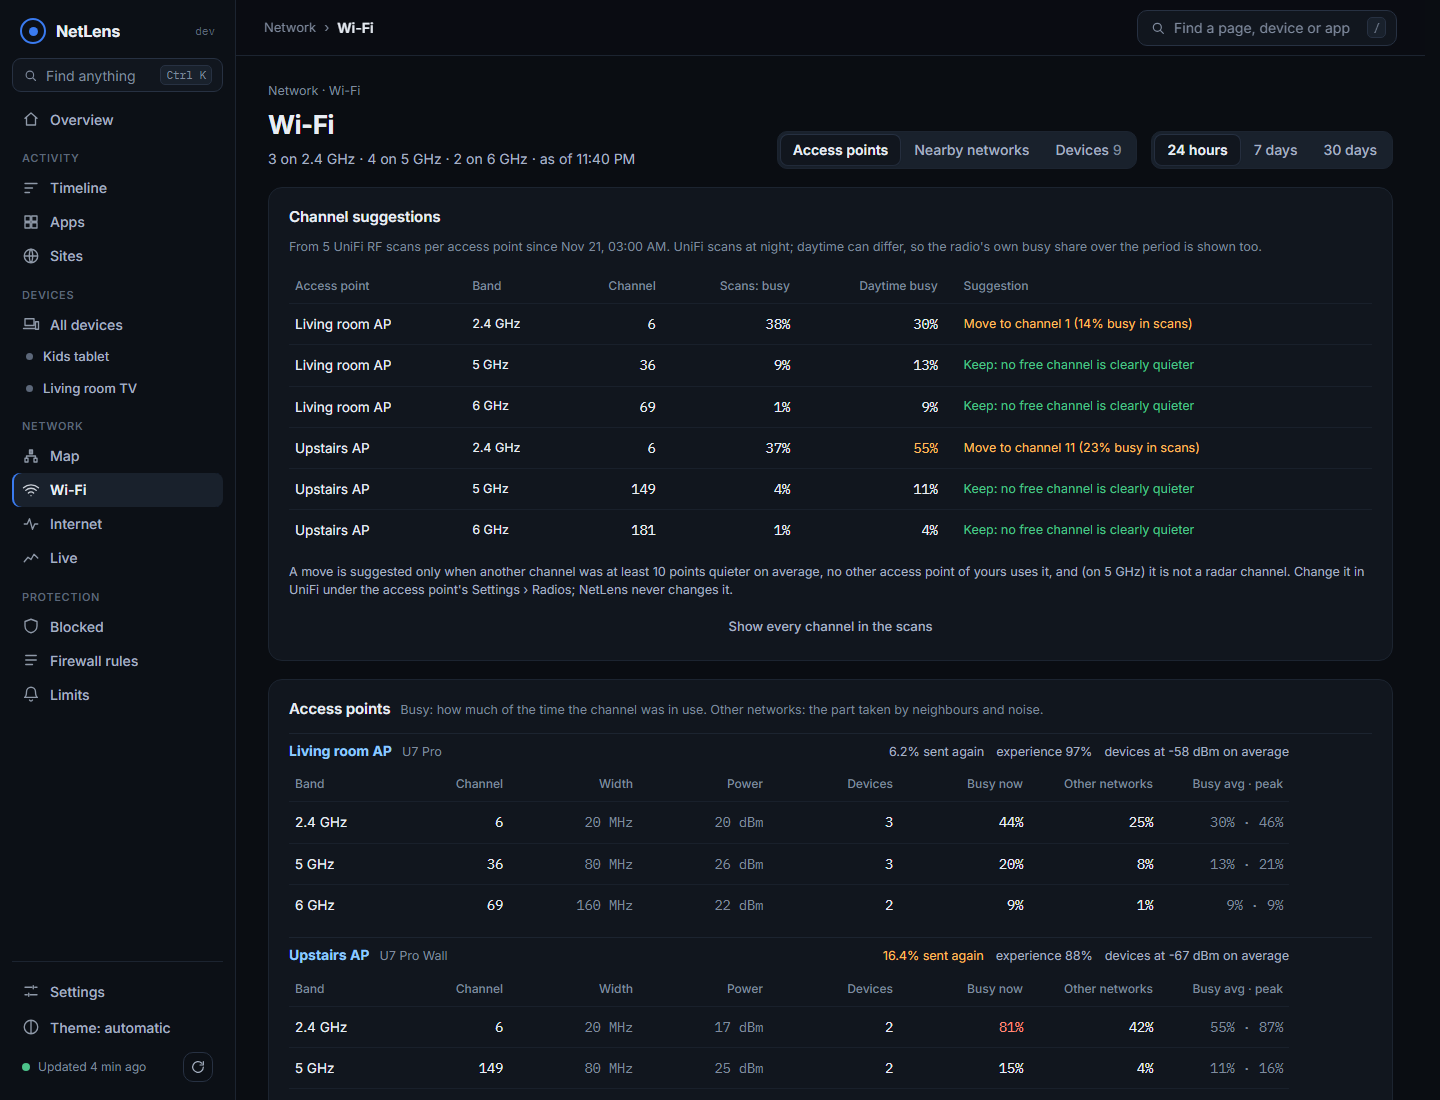 NetLens dev
Find anything Ctrl K
Overview
ACTIVITY
Timeline
Apps
Sites
DEVICES
All devices
Kids tablet
Living room TV
NETWORK
Map
Wi-Fi
Internet
Live
PROTECTION
Blocked
Firewall rules
Limits
Settings
Theme: automatic
Updated 4 min ago
Network › Wi-Fi
Find a page, device or app /
Network · Wi-Fi
Wi-Fi
3 on 2.4 GHz · 4 on 5 GHz · 2 on 6 GHz · as of 11:40 PM
Access points Nearby networks Devices 9
24 hours 7 days 30 days
Channel suggestions
From 5 UniFi RF scans per access point since Nov 21, 03:00 AM. UniFi scans at night; daytime can differ, so the radio's own busy share over the period is shown too.
Access point Band Channel Scans: busy Daytime busy Suggestion
Living room AP 2.4 GHz 6 38% 30% Move to channel 1 (14% busy in scans)
Living room AP 5 GHz 36 9% 13% Keep: no free channel is clearly quieter
Living room AP 6 GHz 69 1% 9% Keep: no free channel is clearly quieter
Upstairs AP 2.4 GHz 6 37% 55% Move to channel 11 (23% busy in scans)
Upstairs AP 5 GHz 149 4% 11% Keep: no free channel is clearly quieter
Upstairs AP 6 GHz 181 1% 4% Keep: no free channel is clearly quieter
A move is suggested only when another channel was at least 10 points quieter on average, no other access point of yours uses it, and (on 5 GHz) it is not a radar channel. Change it in
UniFi under the access point's Settings › Radios; NetLens never changes it.
Show every channel in the scans
Access points Busy: how much of the time the channel was in use. Other networks: the part taken by neighbours and noise.
Living room AP U7 Pro 6.2% sent again experience 97% devices at -58 dBm on average
Band Channel Width Power Devices Busy now Other networks Busy avg · peak
2.4 GHz 6 20 MHz 20 dBm 3 44% 25% 30% · 46%
5 GHz 36 80 MHz 26 dBm 3 20% 8% 13% · 21%
6 GHz 69 160 MHz 22 dBm 2 9% 1% 9% · 9%
Upstairs AP U7 Pro Wall 16.4% sent again experience 88% devices at -67 dBm on average
Band Channel Width Power Devices Busy now Other networks Busy avg · peak
2.4 GHz 6 20 MHz 17 dBm 2 81% 42% 55% · 87%
5 GHz 149 80 MHz 25 dBm 2 15% 4% 11% · 16%